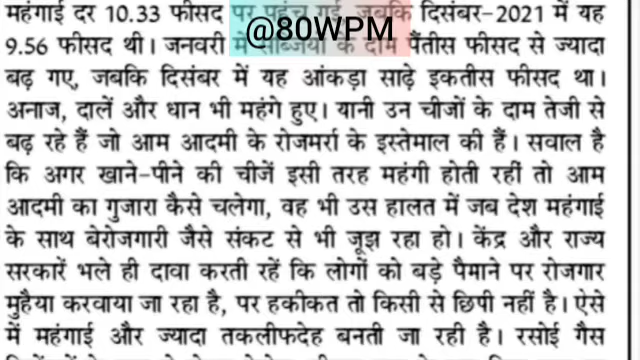 महंगाई दर 10.33 फीसद पर पहुंच गई, जबकि दिसंबर-2021 में यह
@80WPM
9.56 फीसद थी। जनवरी में सब्जियों के दाम पैंतीस फीसद से ज्यादा
बढ़ गए, जबकि दिसंबर में यह आंकड़ा साढ़े इकतीस फीसद था।
अनाज, दालें और धान भी महंगे हुए। यानी उन चीजों के दाम तेजी से
बढ़ रहे हैं जो आम आदमी के रोजमर्रा के इस्तेमाल की हैं। सवाल है
कि अगर खाने-पीने की चीजें इसी तरह महंगी होती रहीं तो आम
आदमी का गुजारा कैसे चलेगा, वह भी उस हालत में जब देश महंगाई
के साथ बेरोजगारी जैसे संकट से भी जूझ रहा हो। केंद्र और राज्य
सरकारें भले ही दावा करती रहें कि लोगों को बड़े पैमाने पर रोजगार
मुहैया करवाया जा रहा है, पर हकीकत तो किसी से छिपी नहीं है। ऐसे
में महंगाई और ज्यादा तकलीफदेह बनती जा रही है। रसोई गैस